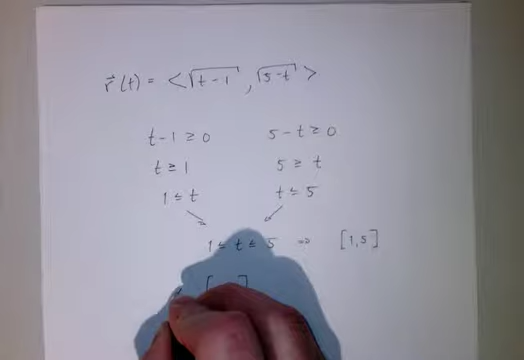 r⃗(t) = <√t-1, √5-t>
t-1 ≥ 0 5-t ≥ 0
t ≥ 1 5 ≥ t
1 ≤ t t ≤ 5
1 ≤ t ≤ 5 ⇒ [1,5]
[ ]